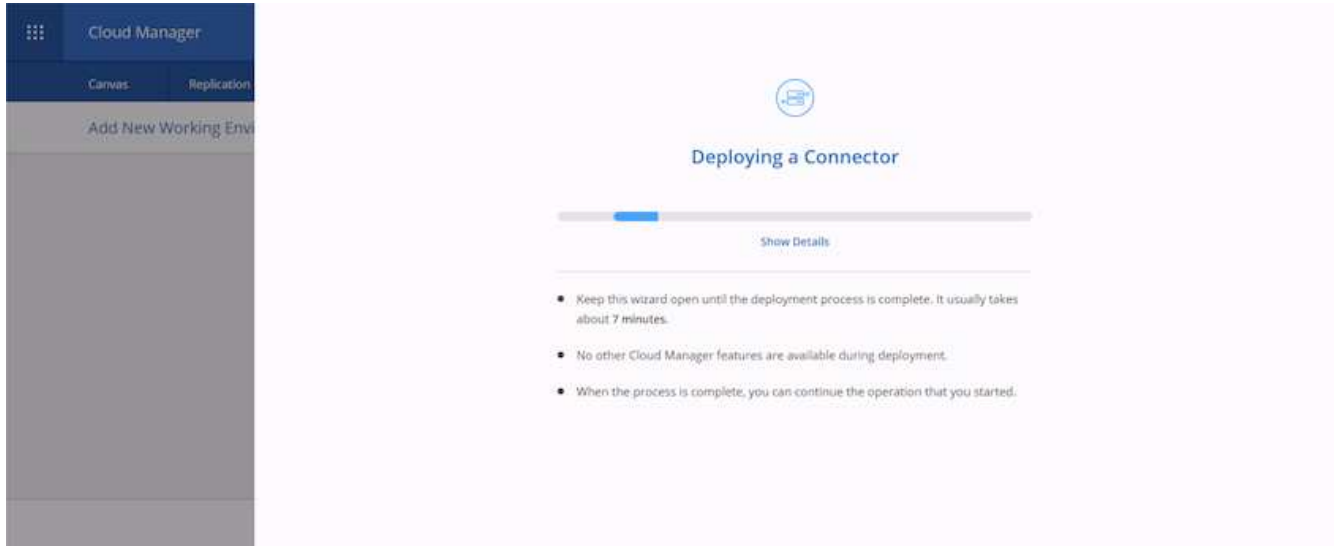 Cloud Manager
Canvas
Replication
Add New Working Envi
Deploying a Connector
Show Details
Keep this wizard open until the deployment process is complete. It usually takes
about 7 minutes.
No other Cloud Manager features are available during deployment.
When the process is complete, you can continue the operation that you started.